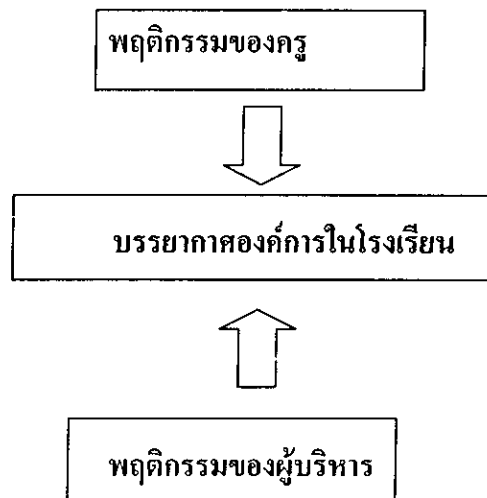 พฤติกรรมของครู
บรรยากาศองค์การในโรงเรียน
พฤติกรรมของผู้บริหาร